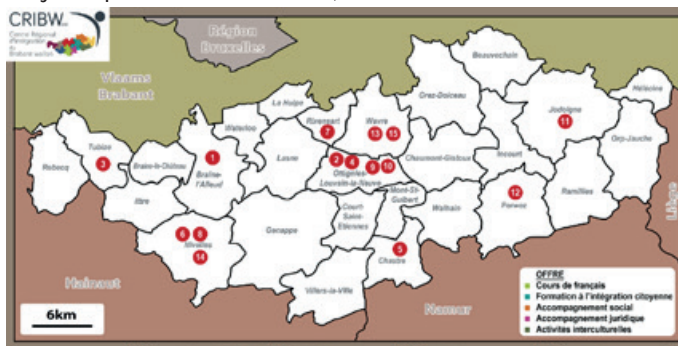 CRIBW
Centre Régional
d'Intégration
du
Brabant wallon
Région
Bruxelles
Vlaams
Brabant
Beauvechain
Hélécine
La Hulpe
Grez-Doiceau
Jodoigne
11
Rixensart
7
Wavre
13 15
Waterloo
Orp-Jauche
Tubize
3
Rebecq
Braine-le-Château
1
Braine-
l'Alleud
Lasne
2 4 9 10
Ottignies-
Louvain-la-Neuve
Chaumont-Gistoux
Incourt
Mont-St-
Guibert
12
Perwez
Ramillies
Liège
Ittre
Court-
Saint-
Etienne
Walhain
Genappe
6 8
Nivelles
14
5
Chastre
Villers-la-Ville
Hainaut
Namur
6km
OFFRE
Cours de français
Formation à l'intégration citoyenne
Accompagnement social
Accompagnement juridique
Activités interculturelles